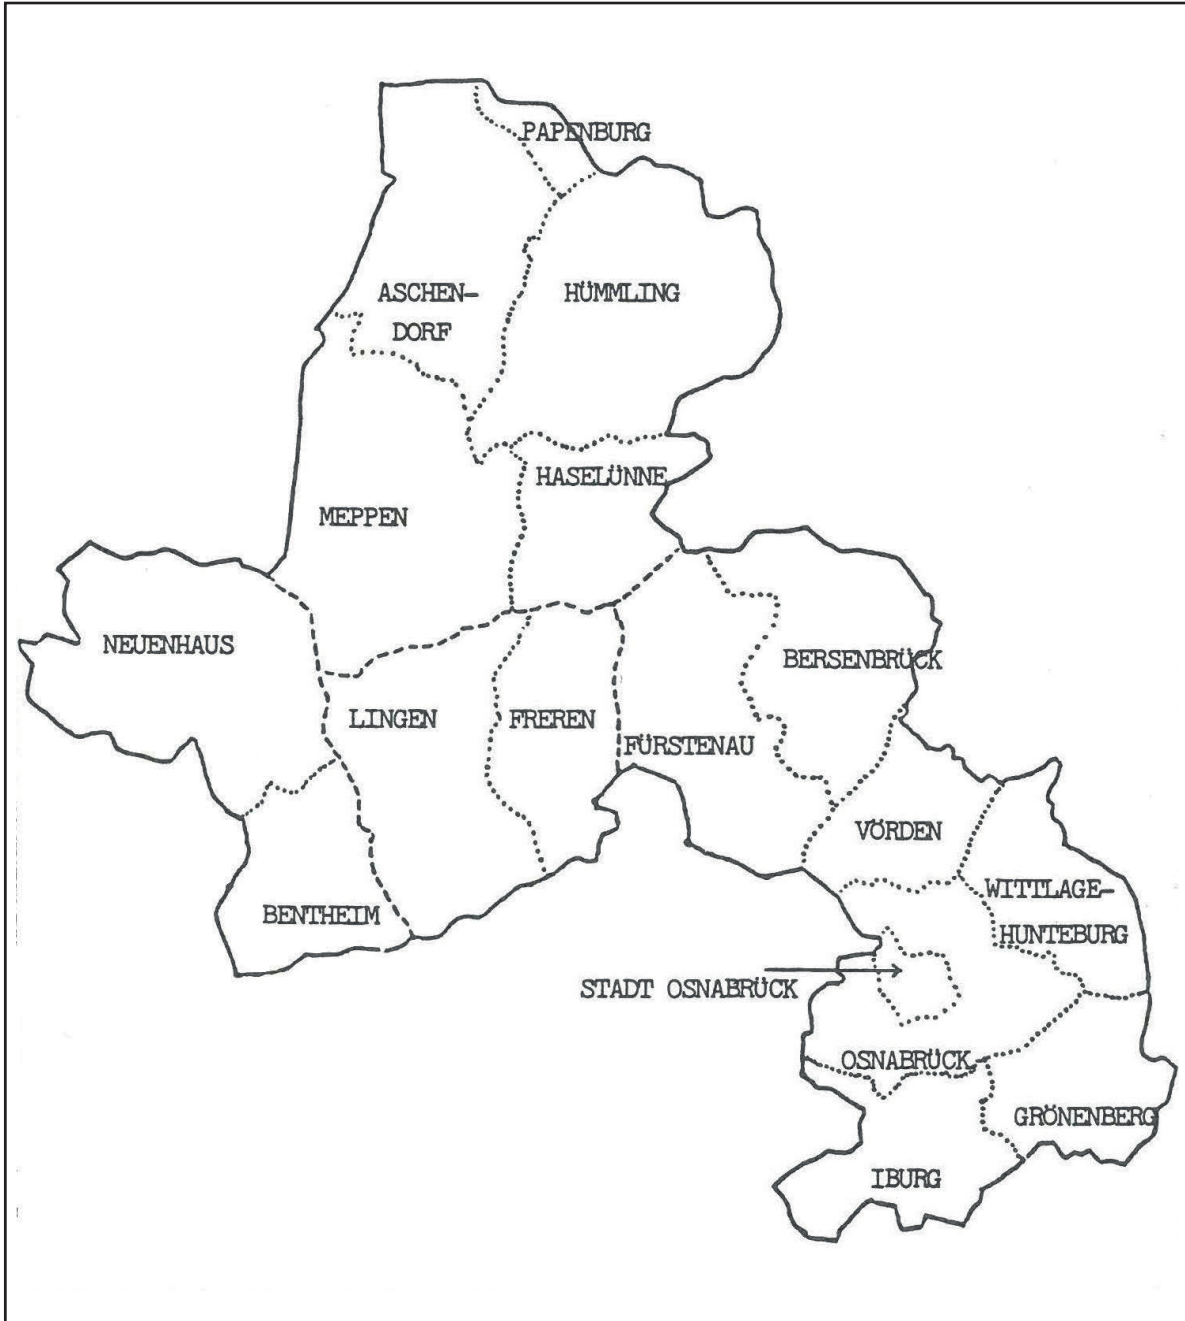 PAPENBURG
ASCHEN-
DORF
HÜMMLING
HASELÜNNE
MEPPEN
NEUENHAUS
LINGEN
FREREN
BERSENBRÜCK
FÜRSTENAU
VÖRDEN
BENTHEIM
WITTLAGE-
HUNTEBURG
STADT OSNABRÜCK
OSNABRÜCK
GRÖNENBERG
IBURG